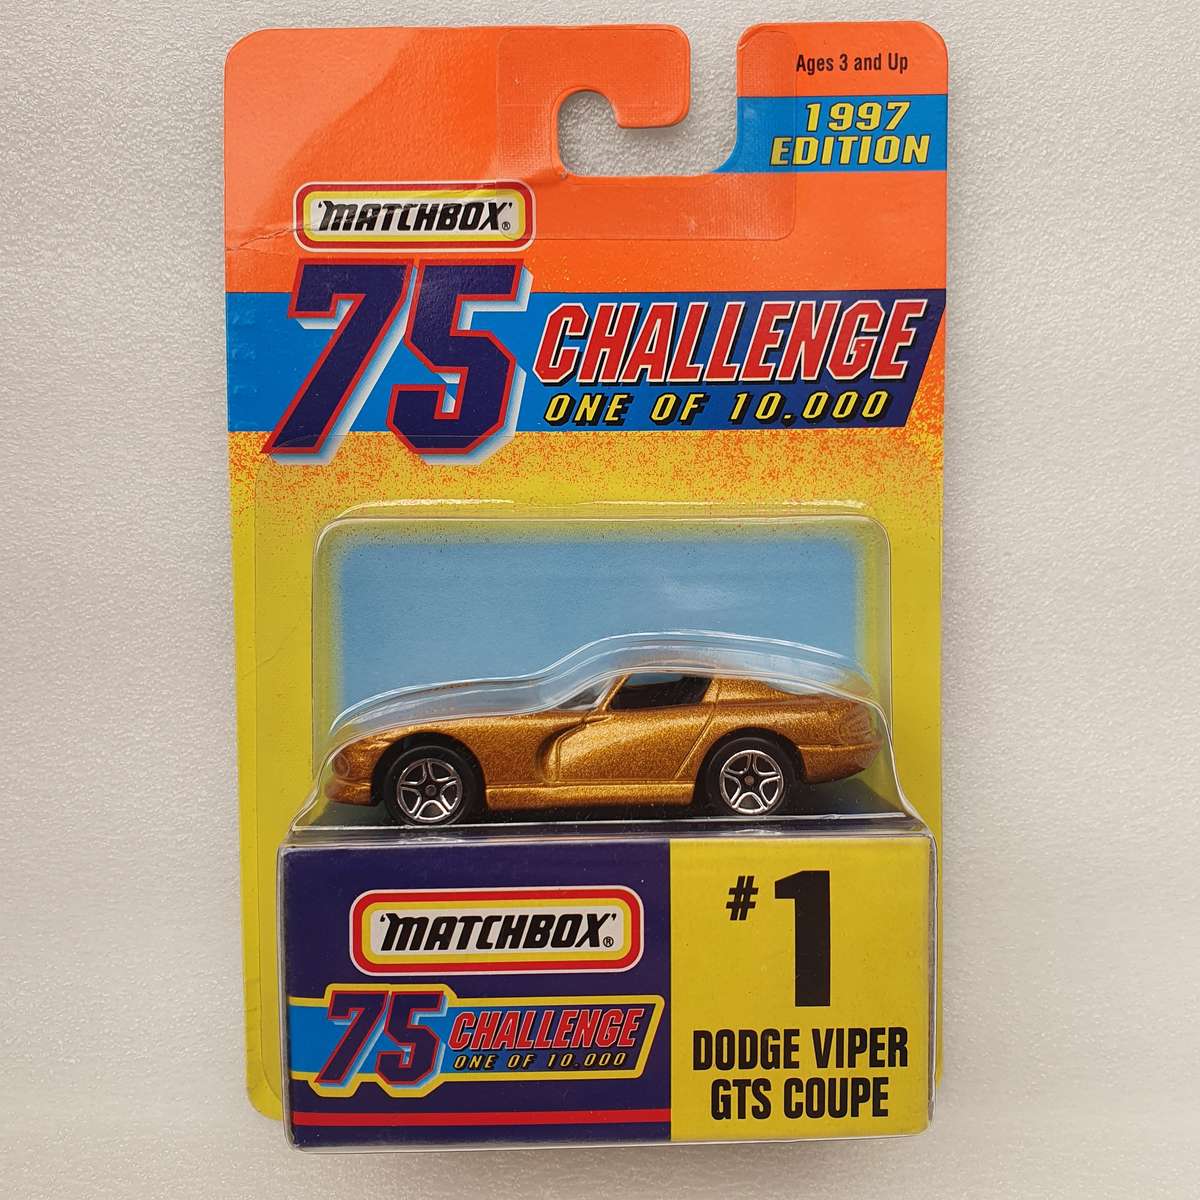 Ages 3 and Up
1997
EDITION
'MATCHBOX'®
75 CHALLENGE
ONE OF 10,000
'MATCHBOX'®
75 CHALLENGE
ONE OF 10,000
#1
DODGE VIPER
GTS COUPE